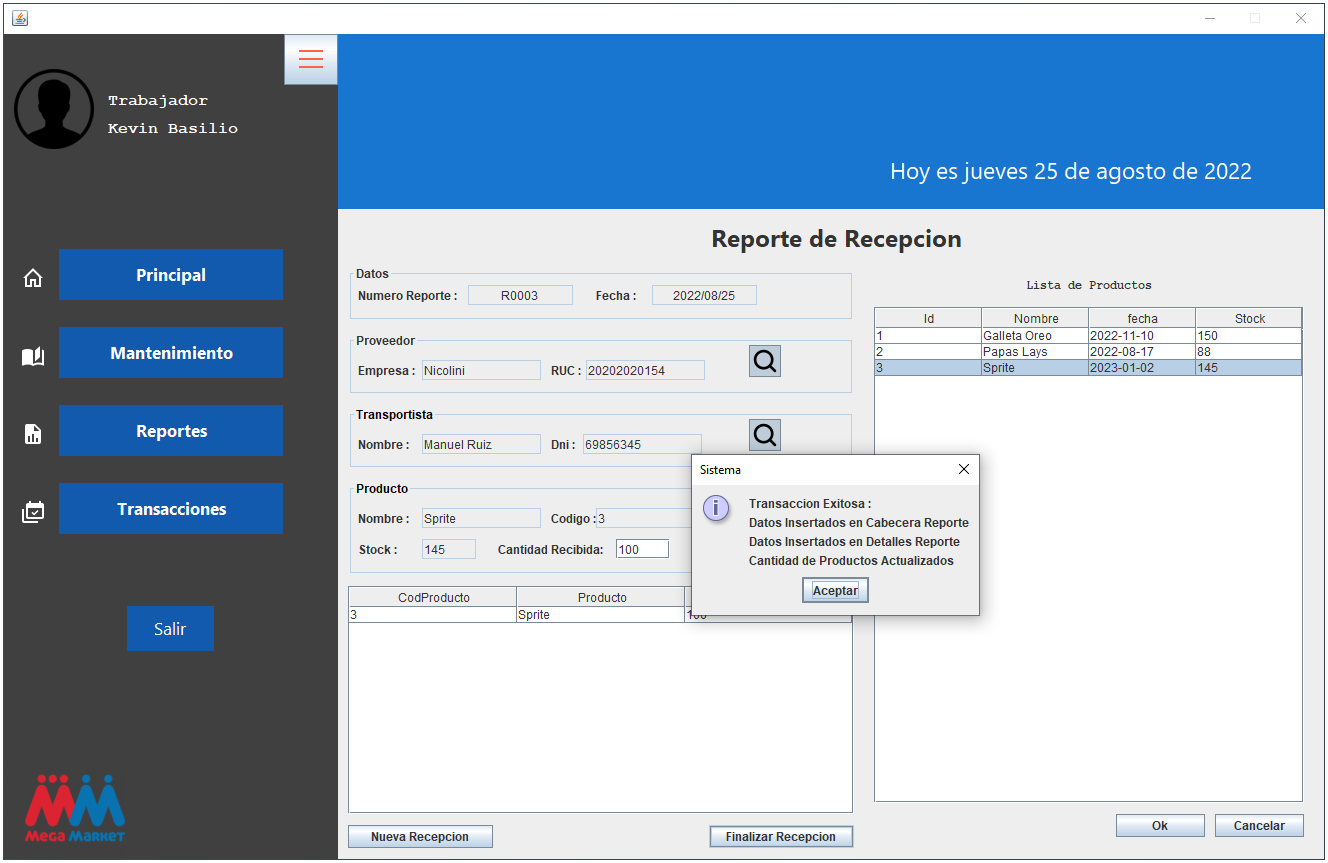 Trabajador
Kevin Basilio
Hoy es jueves 25 de agosto de 2022
Principal
Mantenimiento
Reportes
Transacciones
Salir
Mega Market
Reporte de Recepcion
Datos
Numero Reporte : R0003 Fecha : 2022/08/25
Proveedor
Empresa : Nicolini RUC : 20202020154
Transportista
Nombre : Manuel Ruiz Dni : 69856345
Producto
Nombre : Sprite Codigo : 3
Stock : 145 Cantidad Recibida: 100
CodProducto Producto
3 Sprite 100
Nueva Recepcion Finalizar Recepcion
Lista de Productos
Id Nombre fecha Stock
1 Galleta Oreo 2022-11-10 150
2 Papas Lays 2022-08-17 88
3 Sprite 2023-01-02 145
Ok Cancelar
Sistema
Transaccion Exitosa :
Datos Insertados en Cabecera Reporte
Datos Insertados en Detalles Reporte
Cantidad de Productos Actualizados
Aceptar